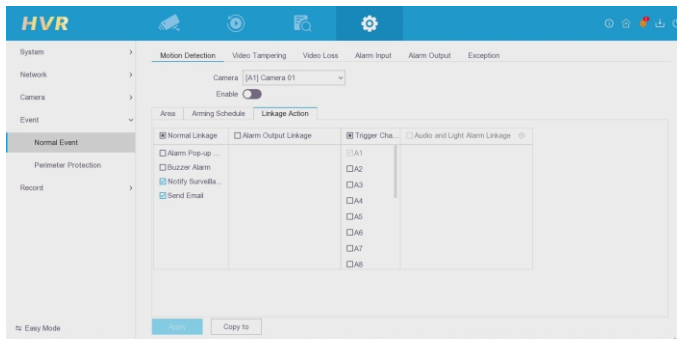 HVR
System
Network
Camera
Event
Normal Event
Perimeter Protection
Record
Easy Mode
Motion Detection Video Tampering Video Loss Alarm Input Alarm Output Exception
Camera [A1] Camera 01
Enable
Area Arming Schedule Linkage Action
Normal Linkage Alarm Output Linkage Trigger Cha... Audio and Light Alarm Linkage
Alarm Pop-up ... A1
Buzzer Alarm A2
Notify Surveilla... A3
Send Email A4
A5
A6
A7
A8
Apply Copy to